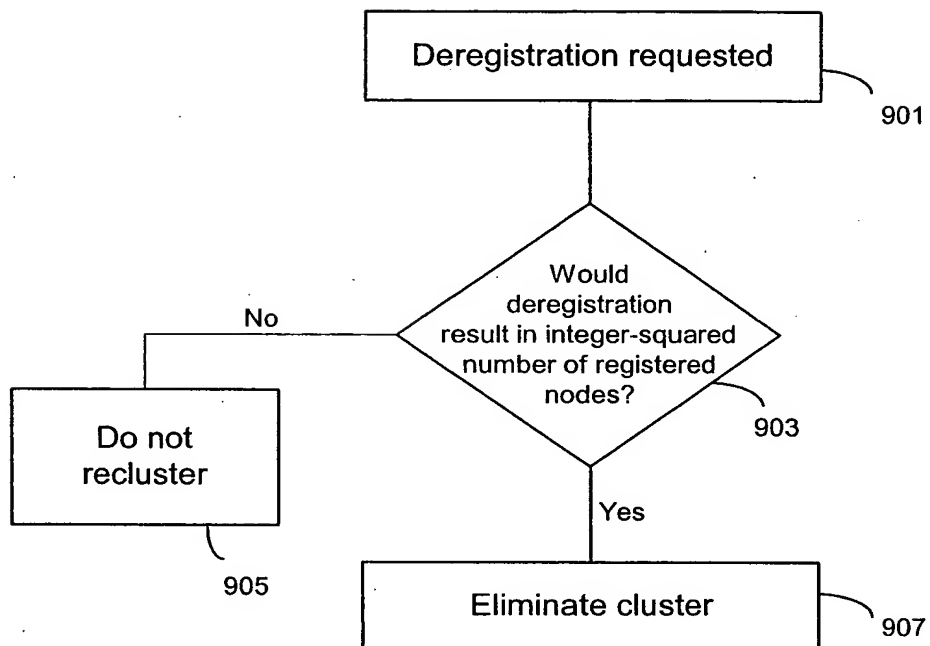 Deregistration requested
901
Would
deregistration
result in integer-squared
number of registered
nodes?
903
No
Do not
recluster
905
Yes
Eliminate cluster
907